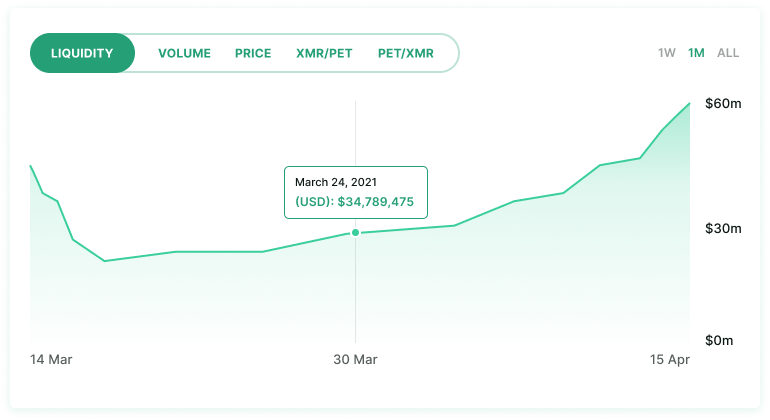 LIQUIDITY VOLUME PRICE XMR/PET PET/XMR 1W 1M ALL
$60m
March 24, 2021
(USD): $34,789,475
$30m
$0m
14 Mar 30 Mar 15 Apr